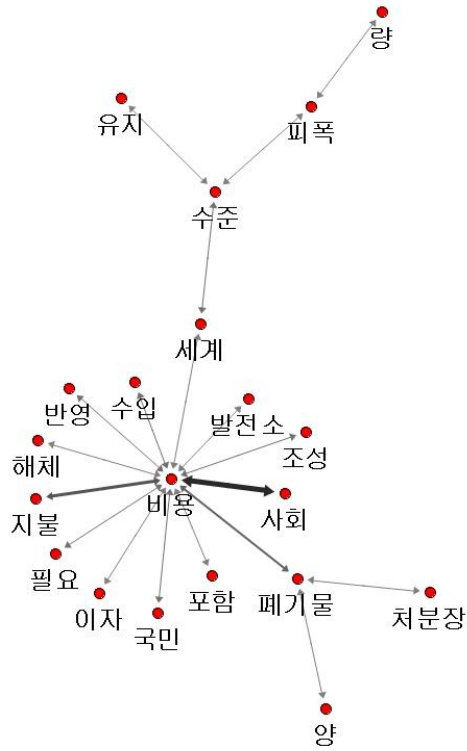 량
유지
피폭
수준
세계
반영
수입
발전소
조성
해체
지불
비용
사회
필요
이자
국민
포함
폐기물
처분장
양